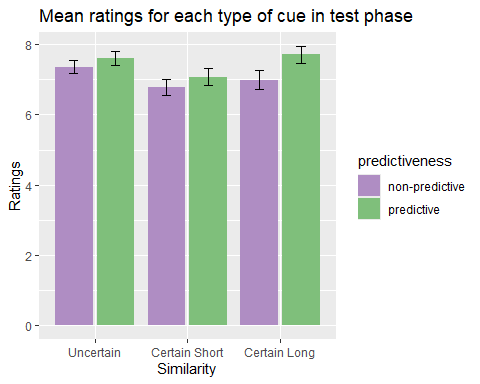 Mean ratings for each type of cue in test phase
Ratings
8
6
4
2
0
Uncertain
Certain Short
Certain Long
Similarity
predictiveness
non-predictive
predictive